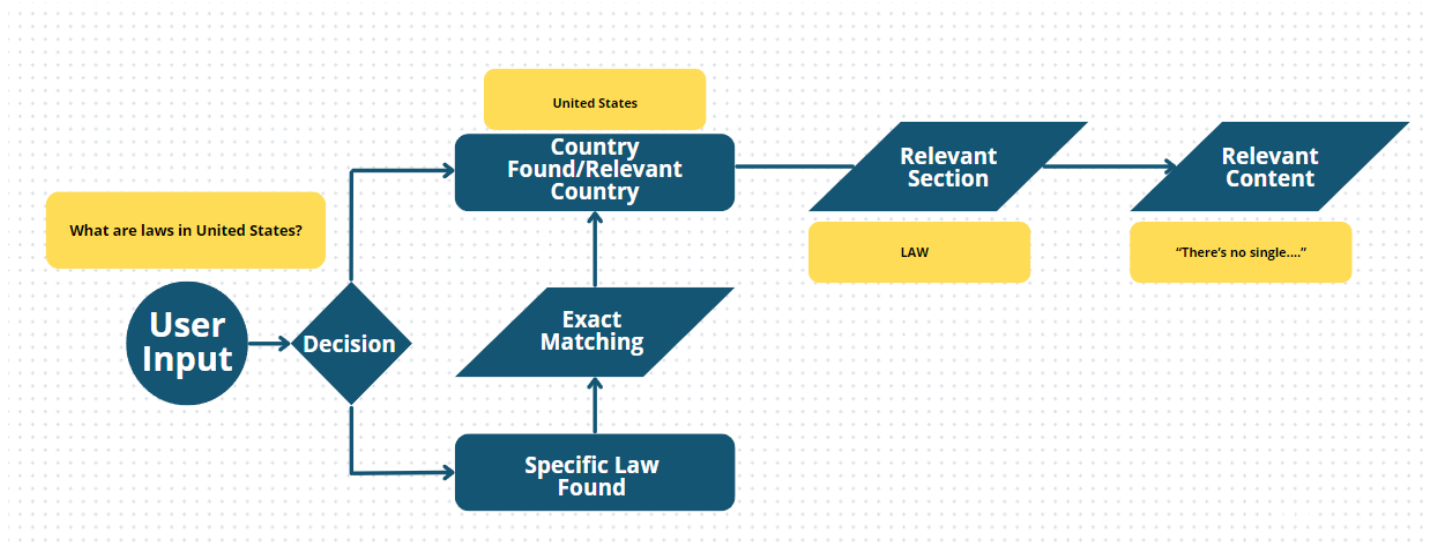 United States
Country
Found/Relevant
Country
Relevant
Section
Relevant
Content
What are laws in United States?
LAW
“There’s no single....”
User
Input
Decision
Exact
Matching
Specific Law
Found